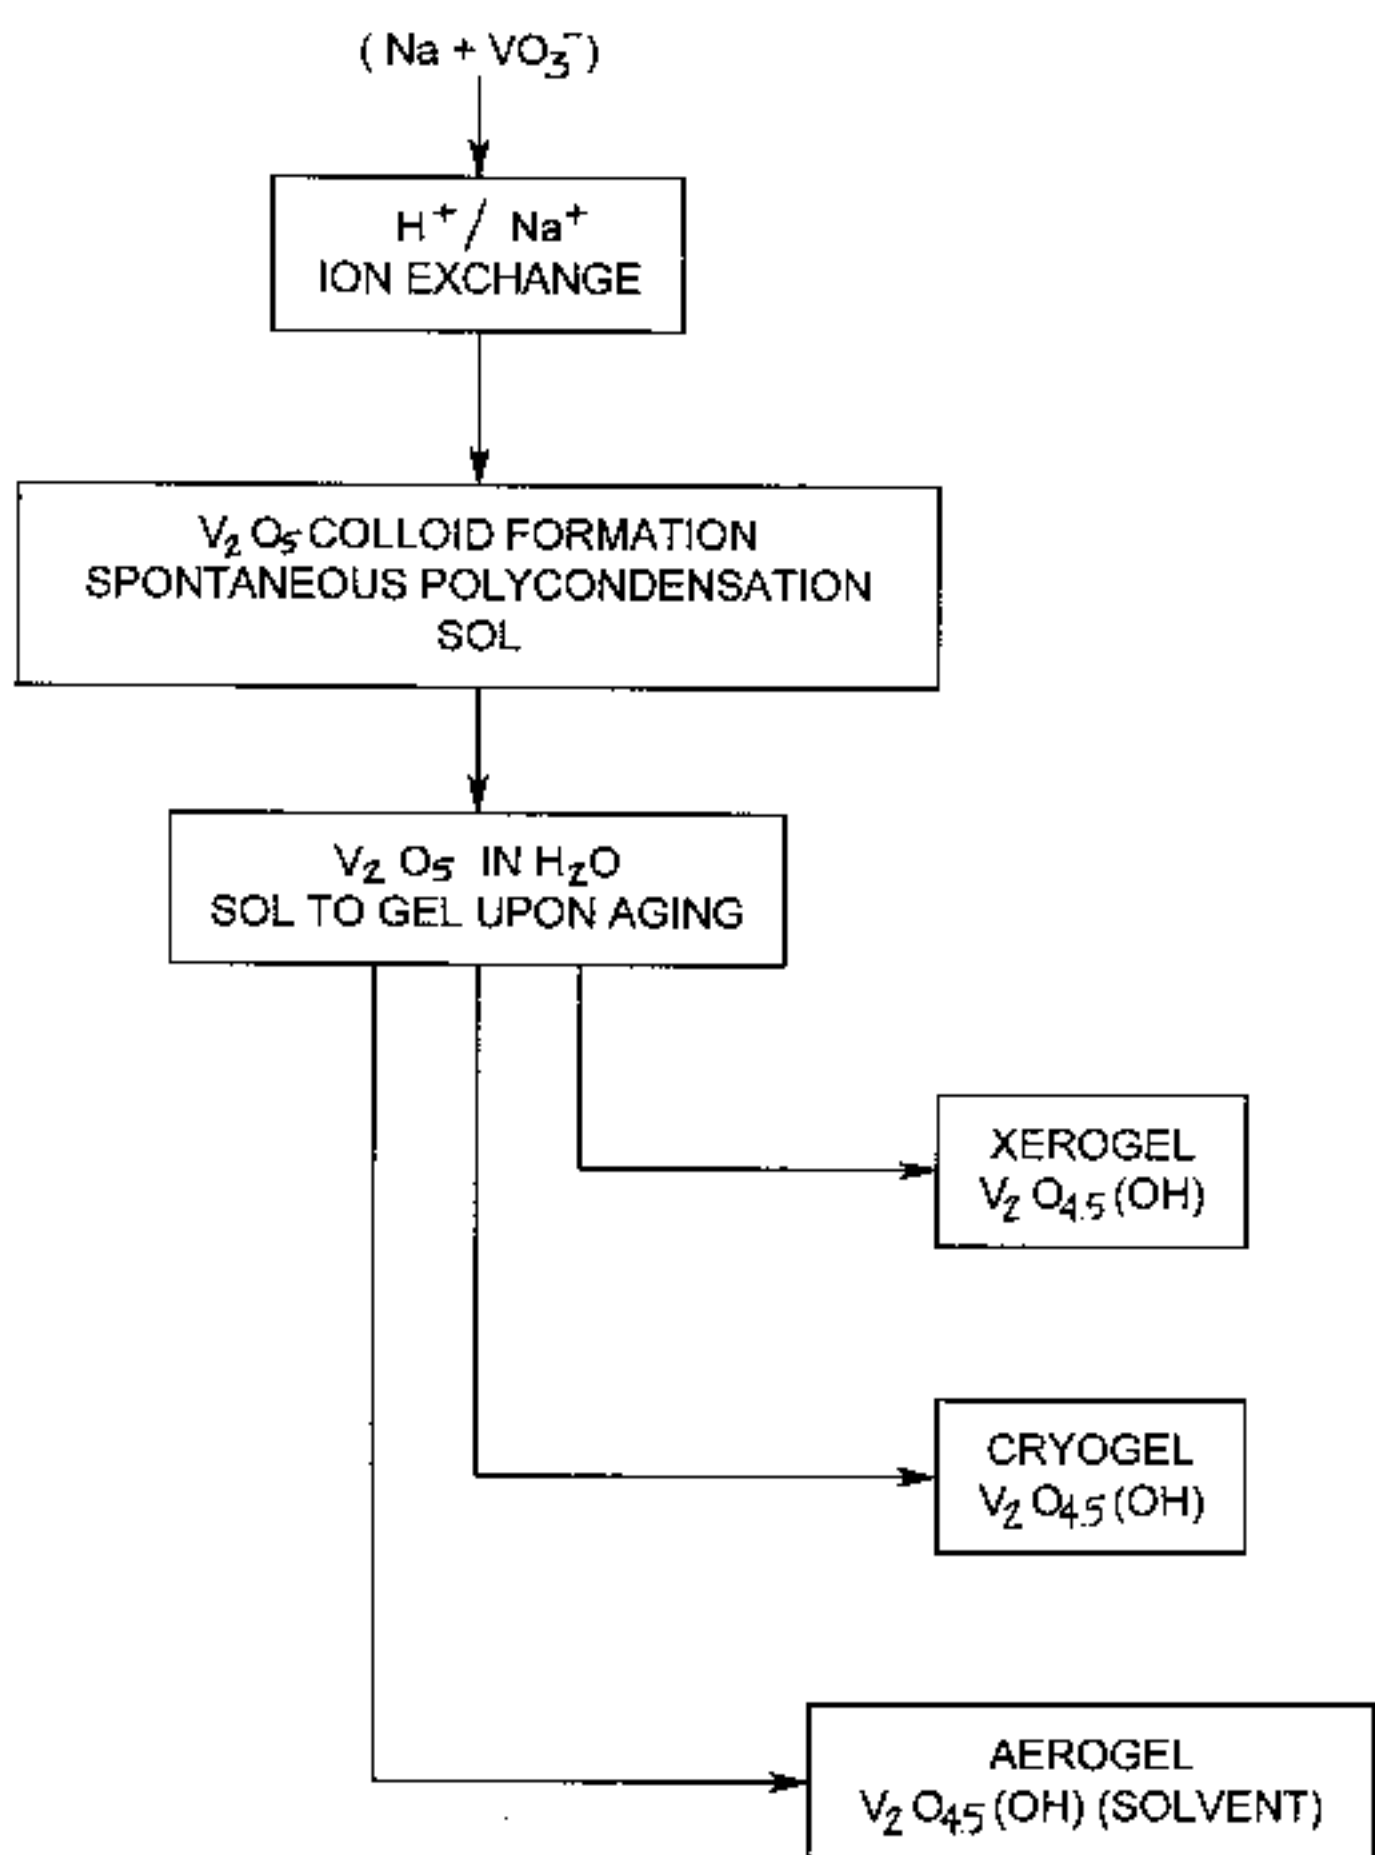 ( Na + VO₃⁻)
H⁺ / Na⁺
ION EXCHANGE
V₂ O₅ COLLOID FORMATION
SPONTANEOUS POLYCONDENSATION
SOL
V₂ O₅ IN H₂O
SOL TO GEL UPON AGING
XEROGEL
V₂ O₄.₅ (OH)
CRYOGEL
V₂ O₄.₅ (OH)
AEROGEL
V₂ O₄.₅ (OH) (SOLVENT)